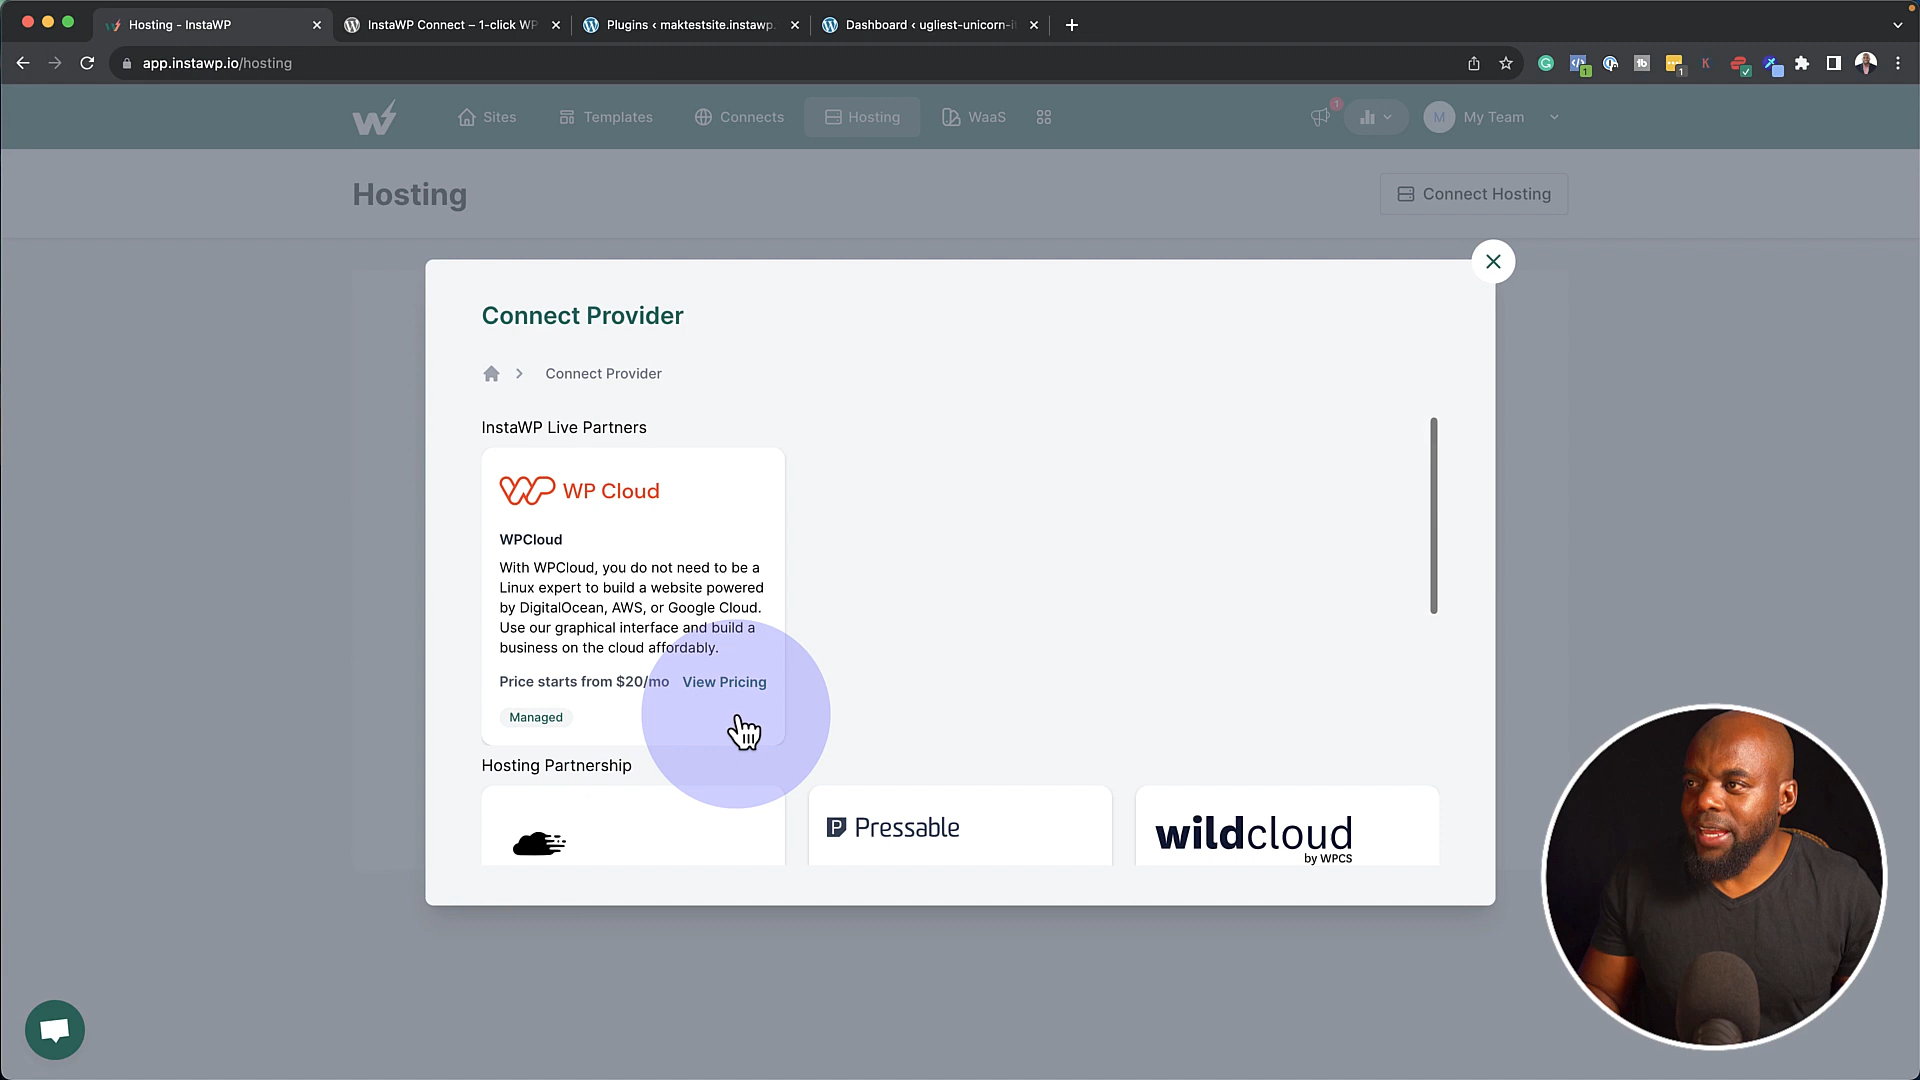 Hosting - InstaWP
InstaWP Connect – 1-click WP
Plugins ‹ maktestsite.instawp.
Dashboard ‹ ugliest-unicorn-i
app.instawp.io/hosting
Sites
Templates
Connects
Hosting
WaaS
1
M
My Team
Hosting
Connect Hosting
Connect Provider
Connect Provider
InstaWP Live Partners
WP Cloud
WPCloud
With WPCloud, you do not need to be a
Linux expert to build a website powered
by DigitalOcean, AWS, or Google Cloud.
Use our graphical interface and build a
business on the cloud affordably.
Price starts from $20/mo View Pricing
Managed
Hosting Partnership
Pressable
wildcloud
by WPCS